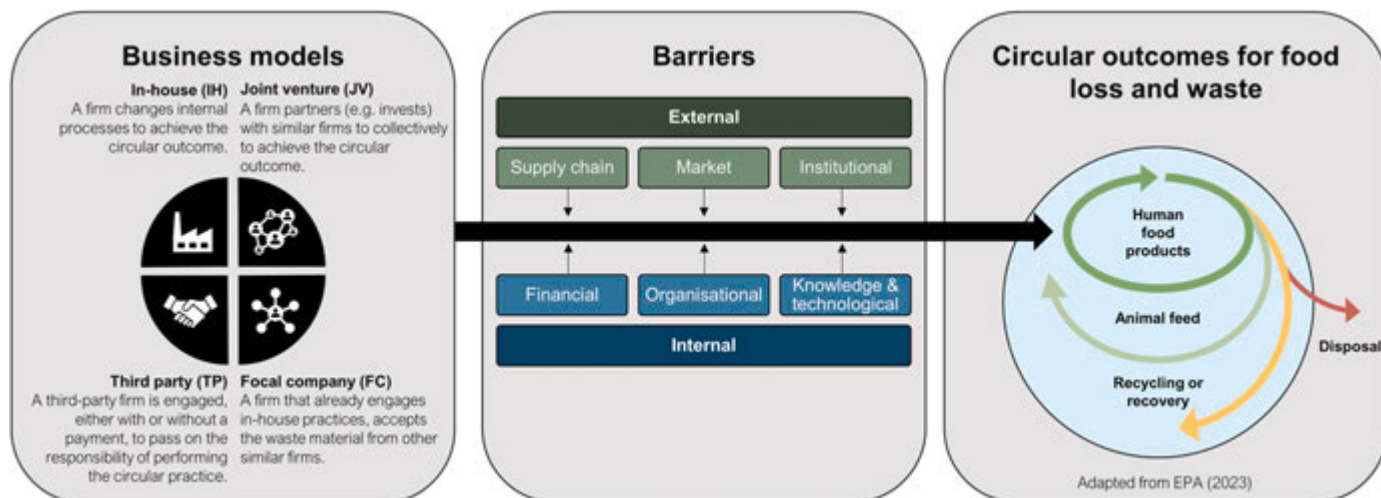 Business models
In-house (IH)
A firm changes internal
processes to achieve the
circular outcome.
Joint venture (JV)
A firm partners (e.g. invests)
with similar firms to collectively
to achieve the circular
outcome.
Third party (TP)
A third-party firm is engaged,
either with or without a
payment, to pass on the
responsibility of performing
the circular practice.
Focal company (FC)
A firm that already engages
in-house practices, accepts
the waste material from other
similar firms.
Barriers
External
Supply chain
Market
Institutional
Financial
Organisational
Knowledge &
technological
Internal
Circular outcomes for food
loss and waste
Human
food
products
Animal feed
Recycling or
recovery
Disposal
Adapted from EPA (2023)